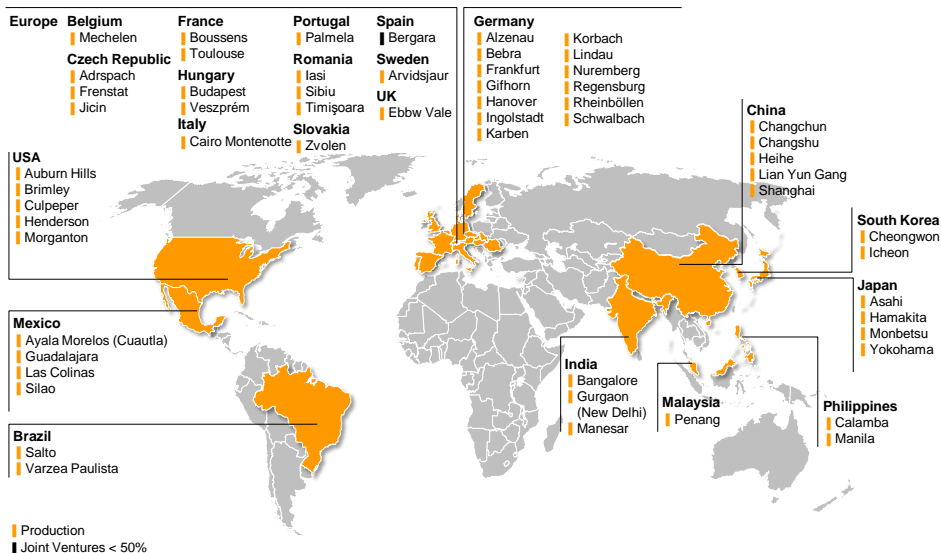 Europe
Belgium
Mechelen
Czech Republic
Adrspach
Frenstat
Jicin
France
Boussens
Toulouse
Hungary
Budapest
Veszprém
Italy
Cairo Montenotte
Portugal
Palmela
Romania
Iasi
Sibiu
Timişoara
Slovakia
Zvolen
Spain
Bergara
Sweden
Arvidsjaur
UK
Ebbw Vale
Germany
Alzenau
Bebra
Frankfurt
Gifhorn
Hanover
Ingolstadt
Karben
Korbach
Lindau
Nuremberg
Regensburg
Rheinböllen
Schwalbach
China
Changchun
Changshu
Heihe
Lian Yun Gang
Shanghai
USA
Auburn Hills
Brimley
Culpeper
Henderson
Morganton
South Korea
Cheongwon
Icheon
Japan
Asahi
Hamakita
Monbetsu
Yokohama
Mexico
Ayala Morelos (Cuautla)
Guadalajara
Las Colinas
Silao
India
Bangalore
Gurgaon
(New Delhi)
Manesar
Malaysia
Penang
Philippines
Calamba
Manila
Brazil
Salto
Varzea Paulista
Production
Joint Ventures < 50%